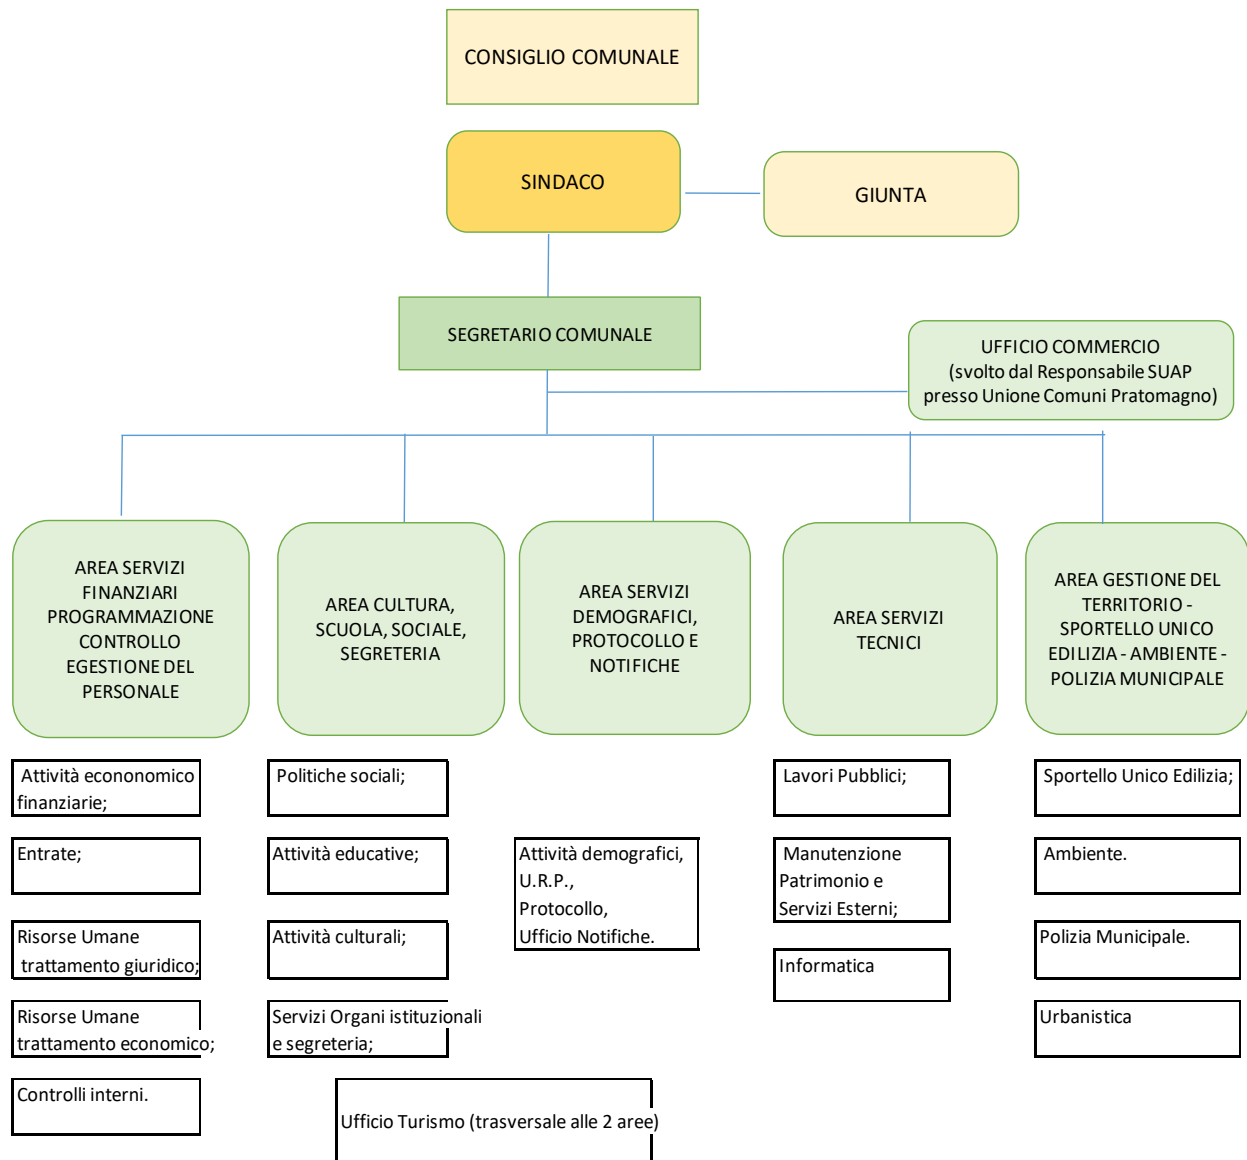 CONSIGLIO COMUNALE
SINDACO
GIUNTA
SEGRETARIO COMUNALE
UFFICIO COMMERCIO
(svolto dal Responsabile SUAP
presso Unione Comuni Pratomagno)
AREA SERVIZI
FINANZIARI
PROGRAMMAZIONE
CONTROLLO
EGESTIONE DEL
PERSONALE
AREA CULTURA,
SCUOLA, SOCIALE,
SEGRETERIA
AREA SERVIZI
DEMOGRAFICI,
PROTOCOLLO E
NOTIFICHE
AREA SERVIZI
TECNICI
AREA GESTIONE DEL
TERRITORIO -
SPORTELLO UNICO
EDILIZIA - AMBIENTE -
POLIZIA MUNICIPALE
Attività econonomico
finanziarie;
Entrate;
Risorse Umane
trattamento giuridico;
Risorse Umane
trattamento economico;
Controlli interni.
Politiche sociali;
Attività educative;
Attività culturali;
Servizi Organi istituzionali
e segreteria;
Ufficio Turismo (trasversale alle 2 aree)
Attività demografici,
U.R.P.,
Protocollo,
Ufficio Notifiche.
Lavori Pubblici;
Manutenzione
Patrimonio e
Servizi Esterni;
Informatica
Sportello Unico Edilizia;
Ambiente.
Polizia Municipale.
Urbanistica